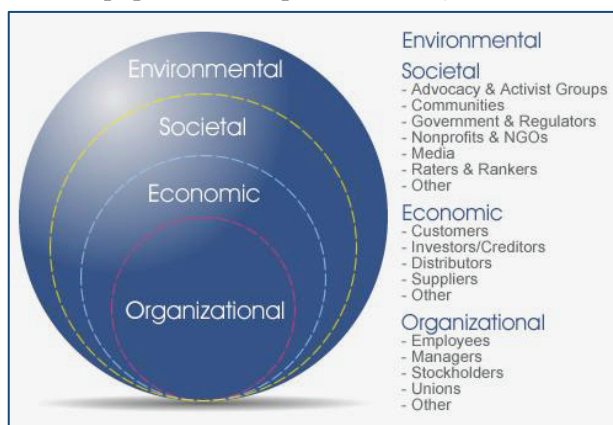 Environmental
Societal
Economic
Organizational
Environmental
Societal
- Advocacy & Activist Groups
- Communities
- Government & Regulators
- Nonprofits & NGOs
- Media
- Raters & Rankers
- Other
Economic
- Customers
- Investors/Creditors
- Distributors
- Suppliers
- Other
Organizational
- Employees
- Managers
- Stockholders
- Unions
- Other